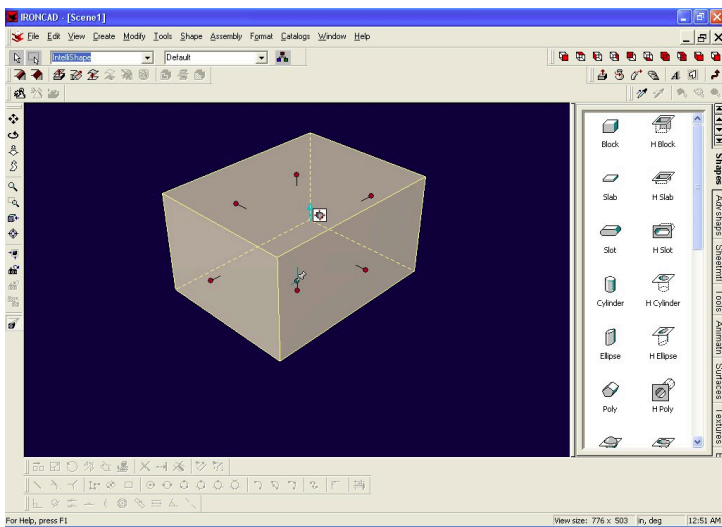 IRONCAD - [Scene1]
File Edit View Create Modify Tools Shape Assembly Format Catalogs Window Help
IntelliShape Default
Block H Block
Slab H Slab
Slot H Slot
Cylinder H Cylinder
Ellipse H Ellipse
Poly H Poly
Shapes
AdvShaps
Sheetmtl
Tools
Animatn
Surfaces
Textures
For Help, press F1 View size: 776 x 503 in, deg 12:51 AM